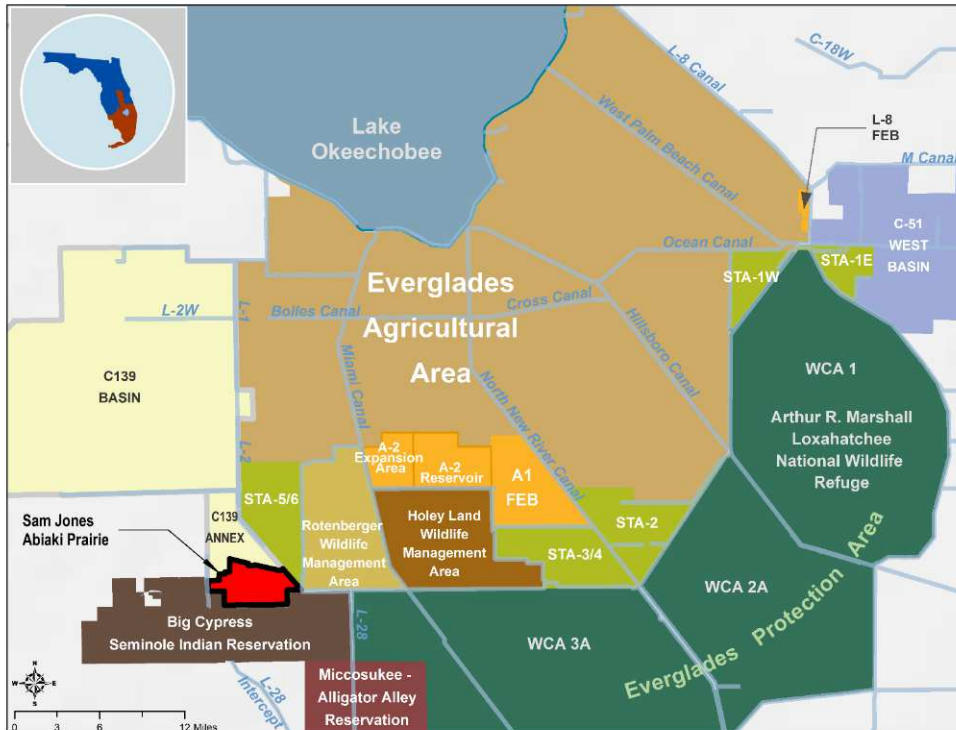 C-18W
L-8 Canal
L-8
FEB
West Palm Beach Canal
M Canal
Lake
Okeechobee
C-51
WEST
BASIN
Ocean Canal
STA-1W
STA-1E
Everglades
Agricultural
Area
L-2W
L-1
Bolles Canal
Cross Canal
Miami Canal
Hillsboro Canal
North New River Canal
C139
BASIN
WCA 1
Arthur R. Marshall
Loxahatchee
National Wildlife
Refuge
L-2
A-2
Expansion
Area
A-2
Reservoir
A1
FEB
STA-5/6
STA-2
Sam Jones
Abiaki Prairie
C139
ANNEX
Rotenberger
Wildlife
Management
Area
Holey Land
Wildlife
Management
Area
STA-3/4
WCA 2A
Everglades Protection Area
Big Cypress
Seminole Indian Reservation
L-28
WCA 3A
Miccosukee -
Alligator Alley
Reservation
L-28
Intercept
N
W E
S
0 3 6 12 Miles